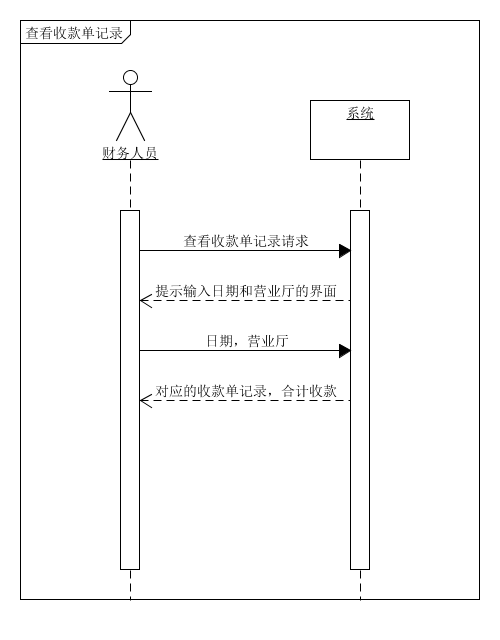 查看收款单记录
财务人员
系统
查看收款单记录请求
提示输入日期和营业厅的界面
日期，营业厅
对应的收款单记录，合计收款